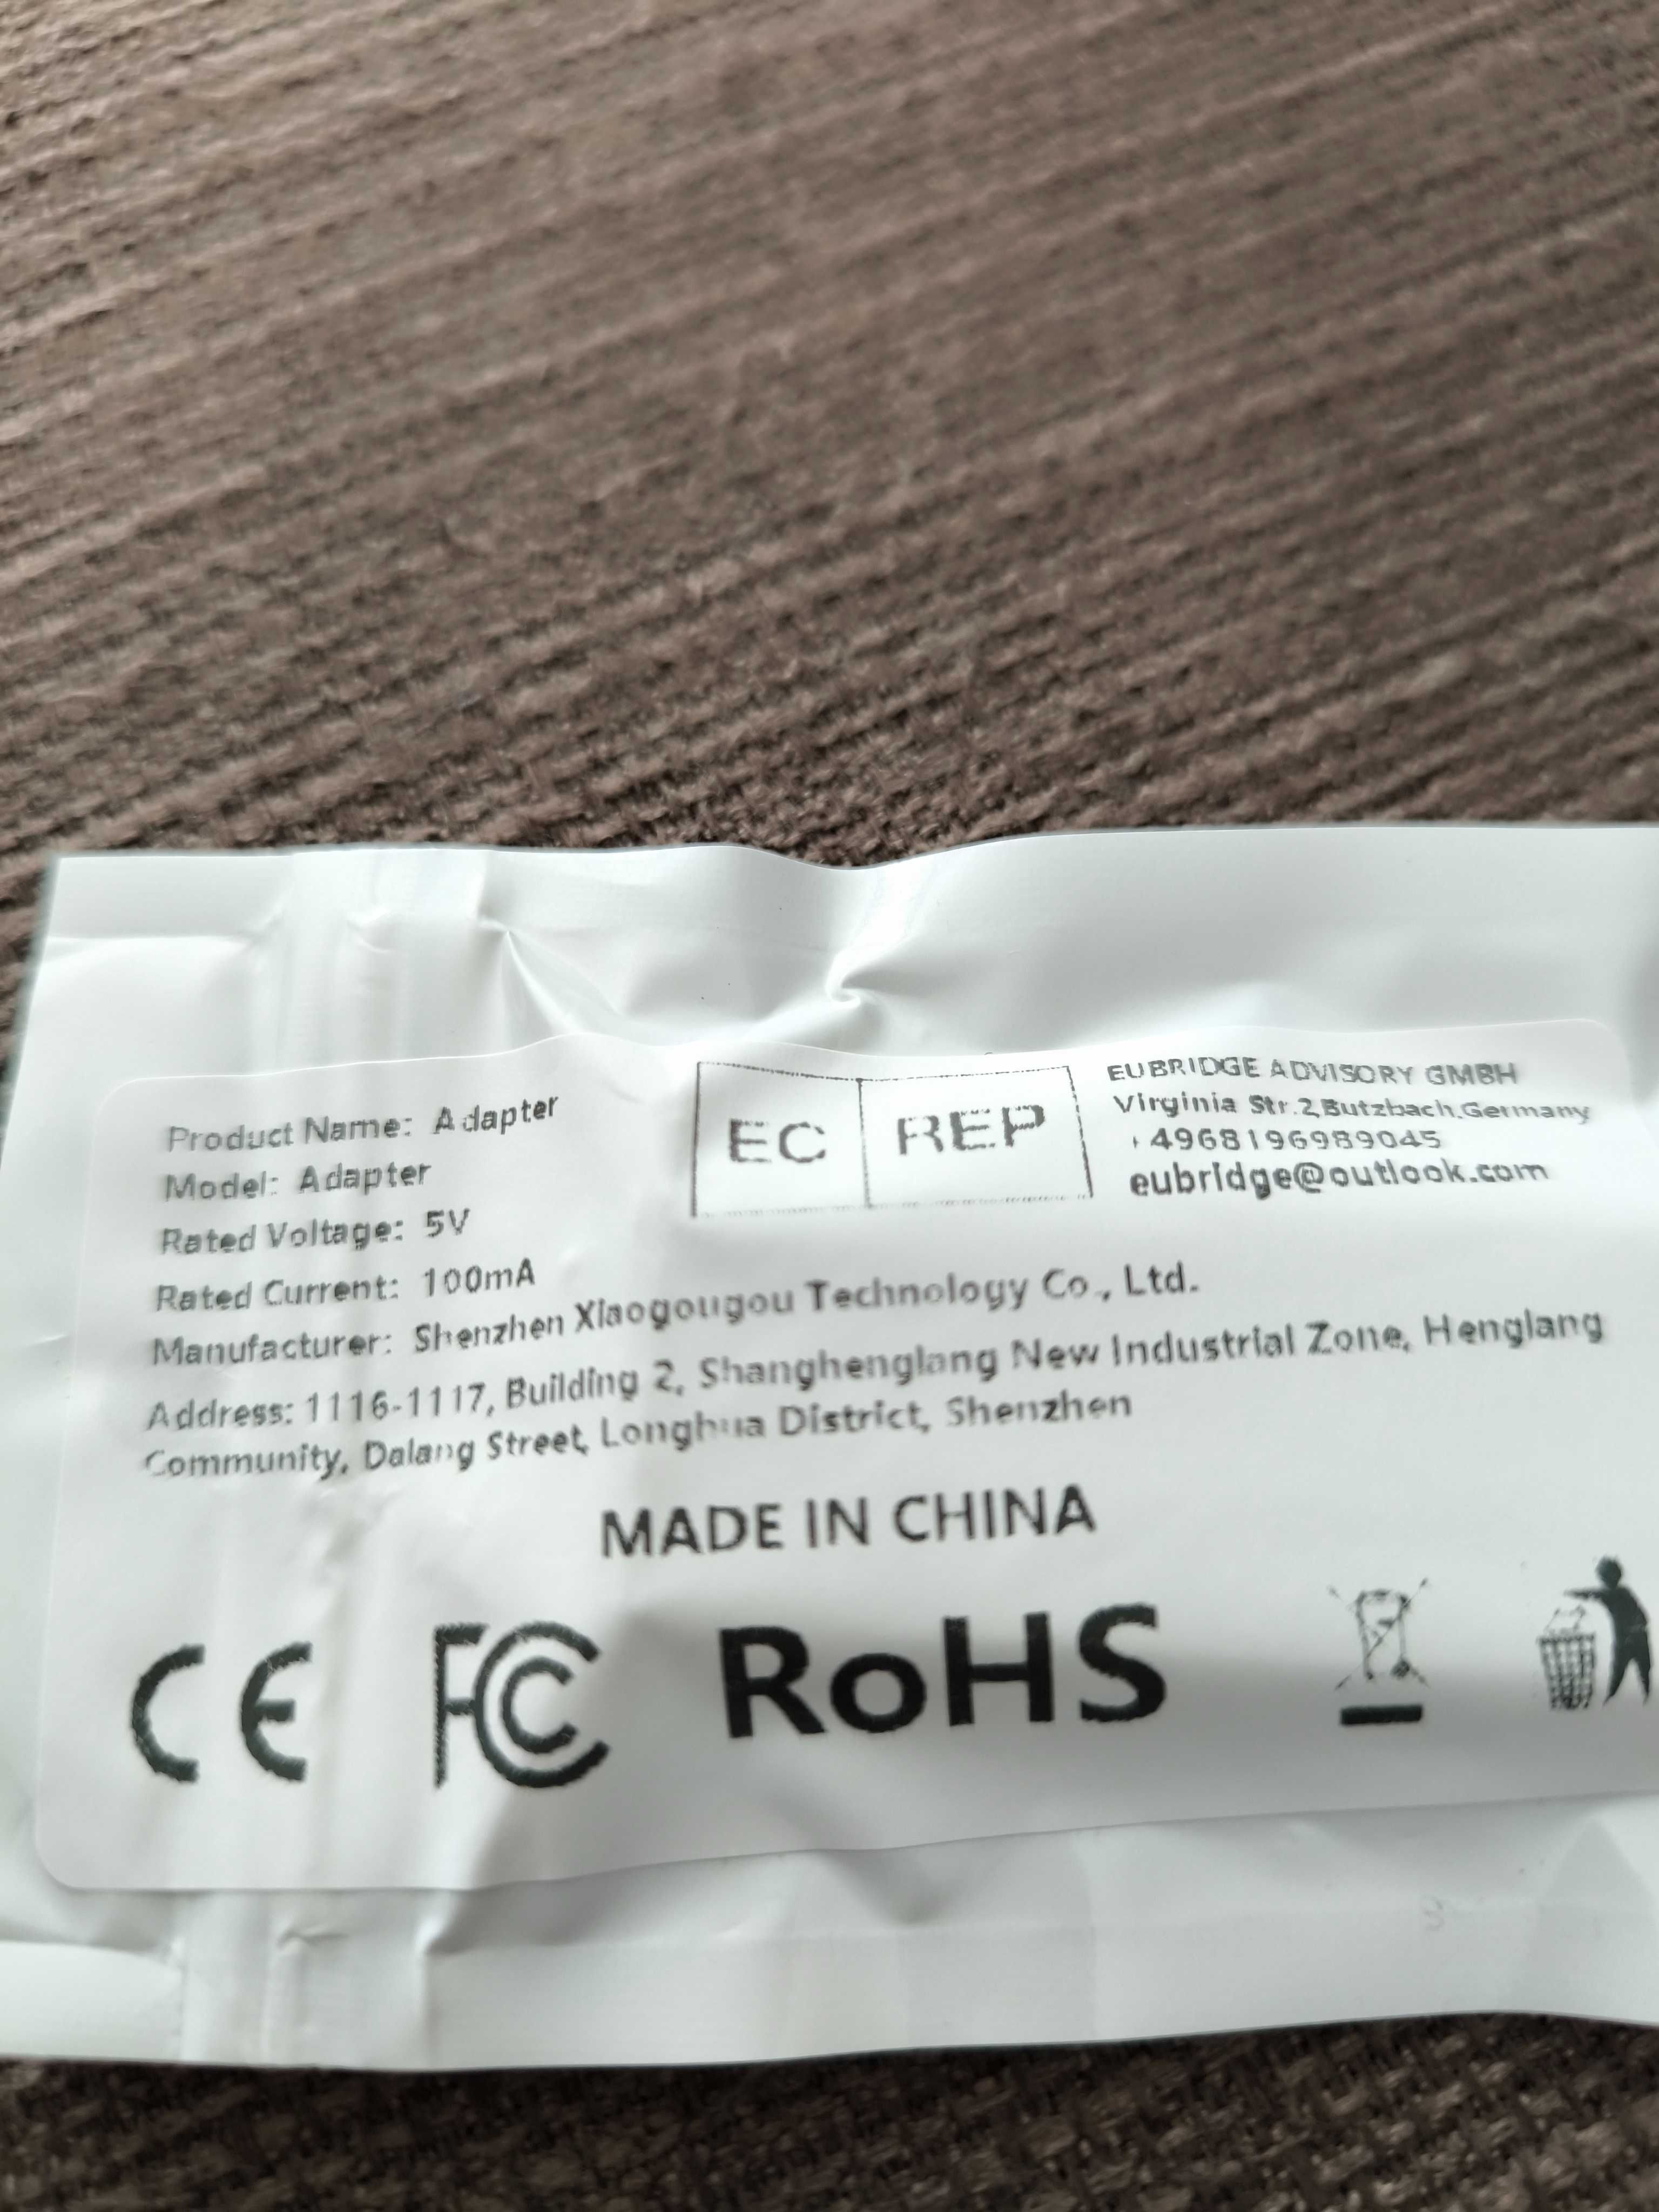 Product Name: Adapter
Model: Adapter
Rated Voltage: 5V
Rated Current: 100mA
EC REP
EUBRIDGE ADVISORY GMBH
Virginia Str.2,Butzbach,Germany
+4968196989045
eubridge@outlook.com
Manufacturer: Shenzhen Xiaogougou Technology Co., Ltd.
Address: 1116-1117, Building 2, Shanghenglang New Industrial Zone, Henglang
Community, Dalang Street, Longhua District, Shenzhen
MADE IN CHINA
CE FC RoHS